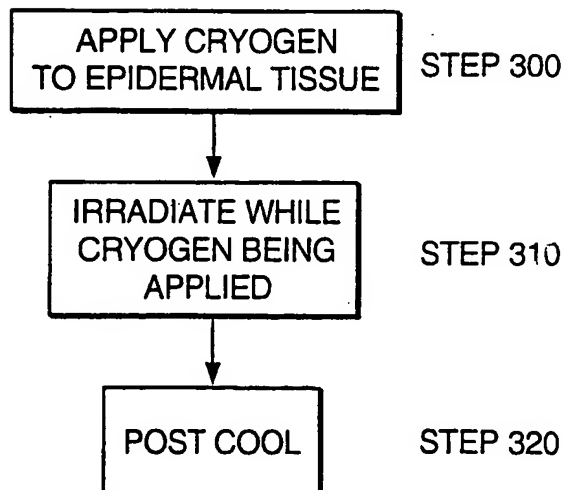 APPLY CRYOGEN
TO EPIDERMAL TISSUE
STEP 300
IRRADIATE WHILE
CRYOGEN BEING
APPLIED
STEP 310
POST COOL
STEP 320